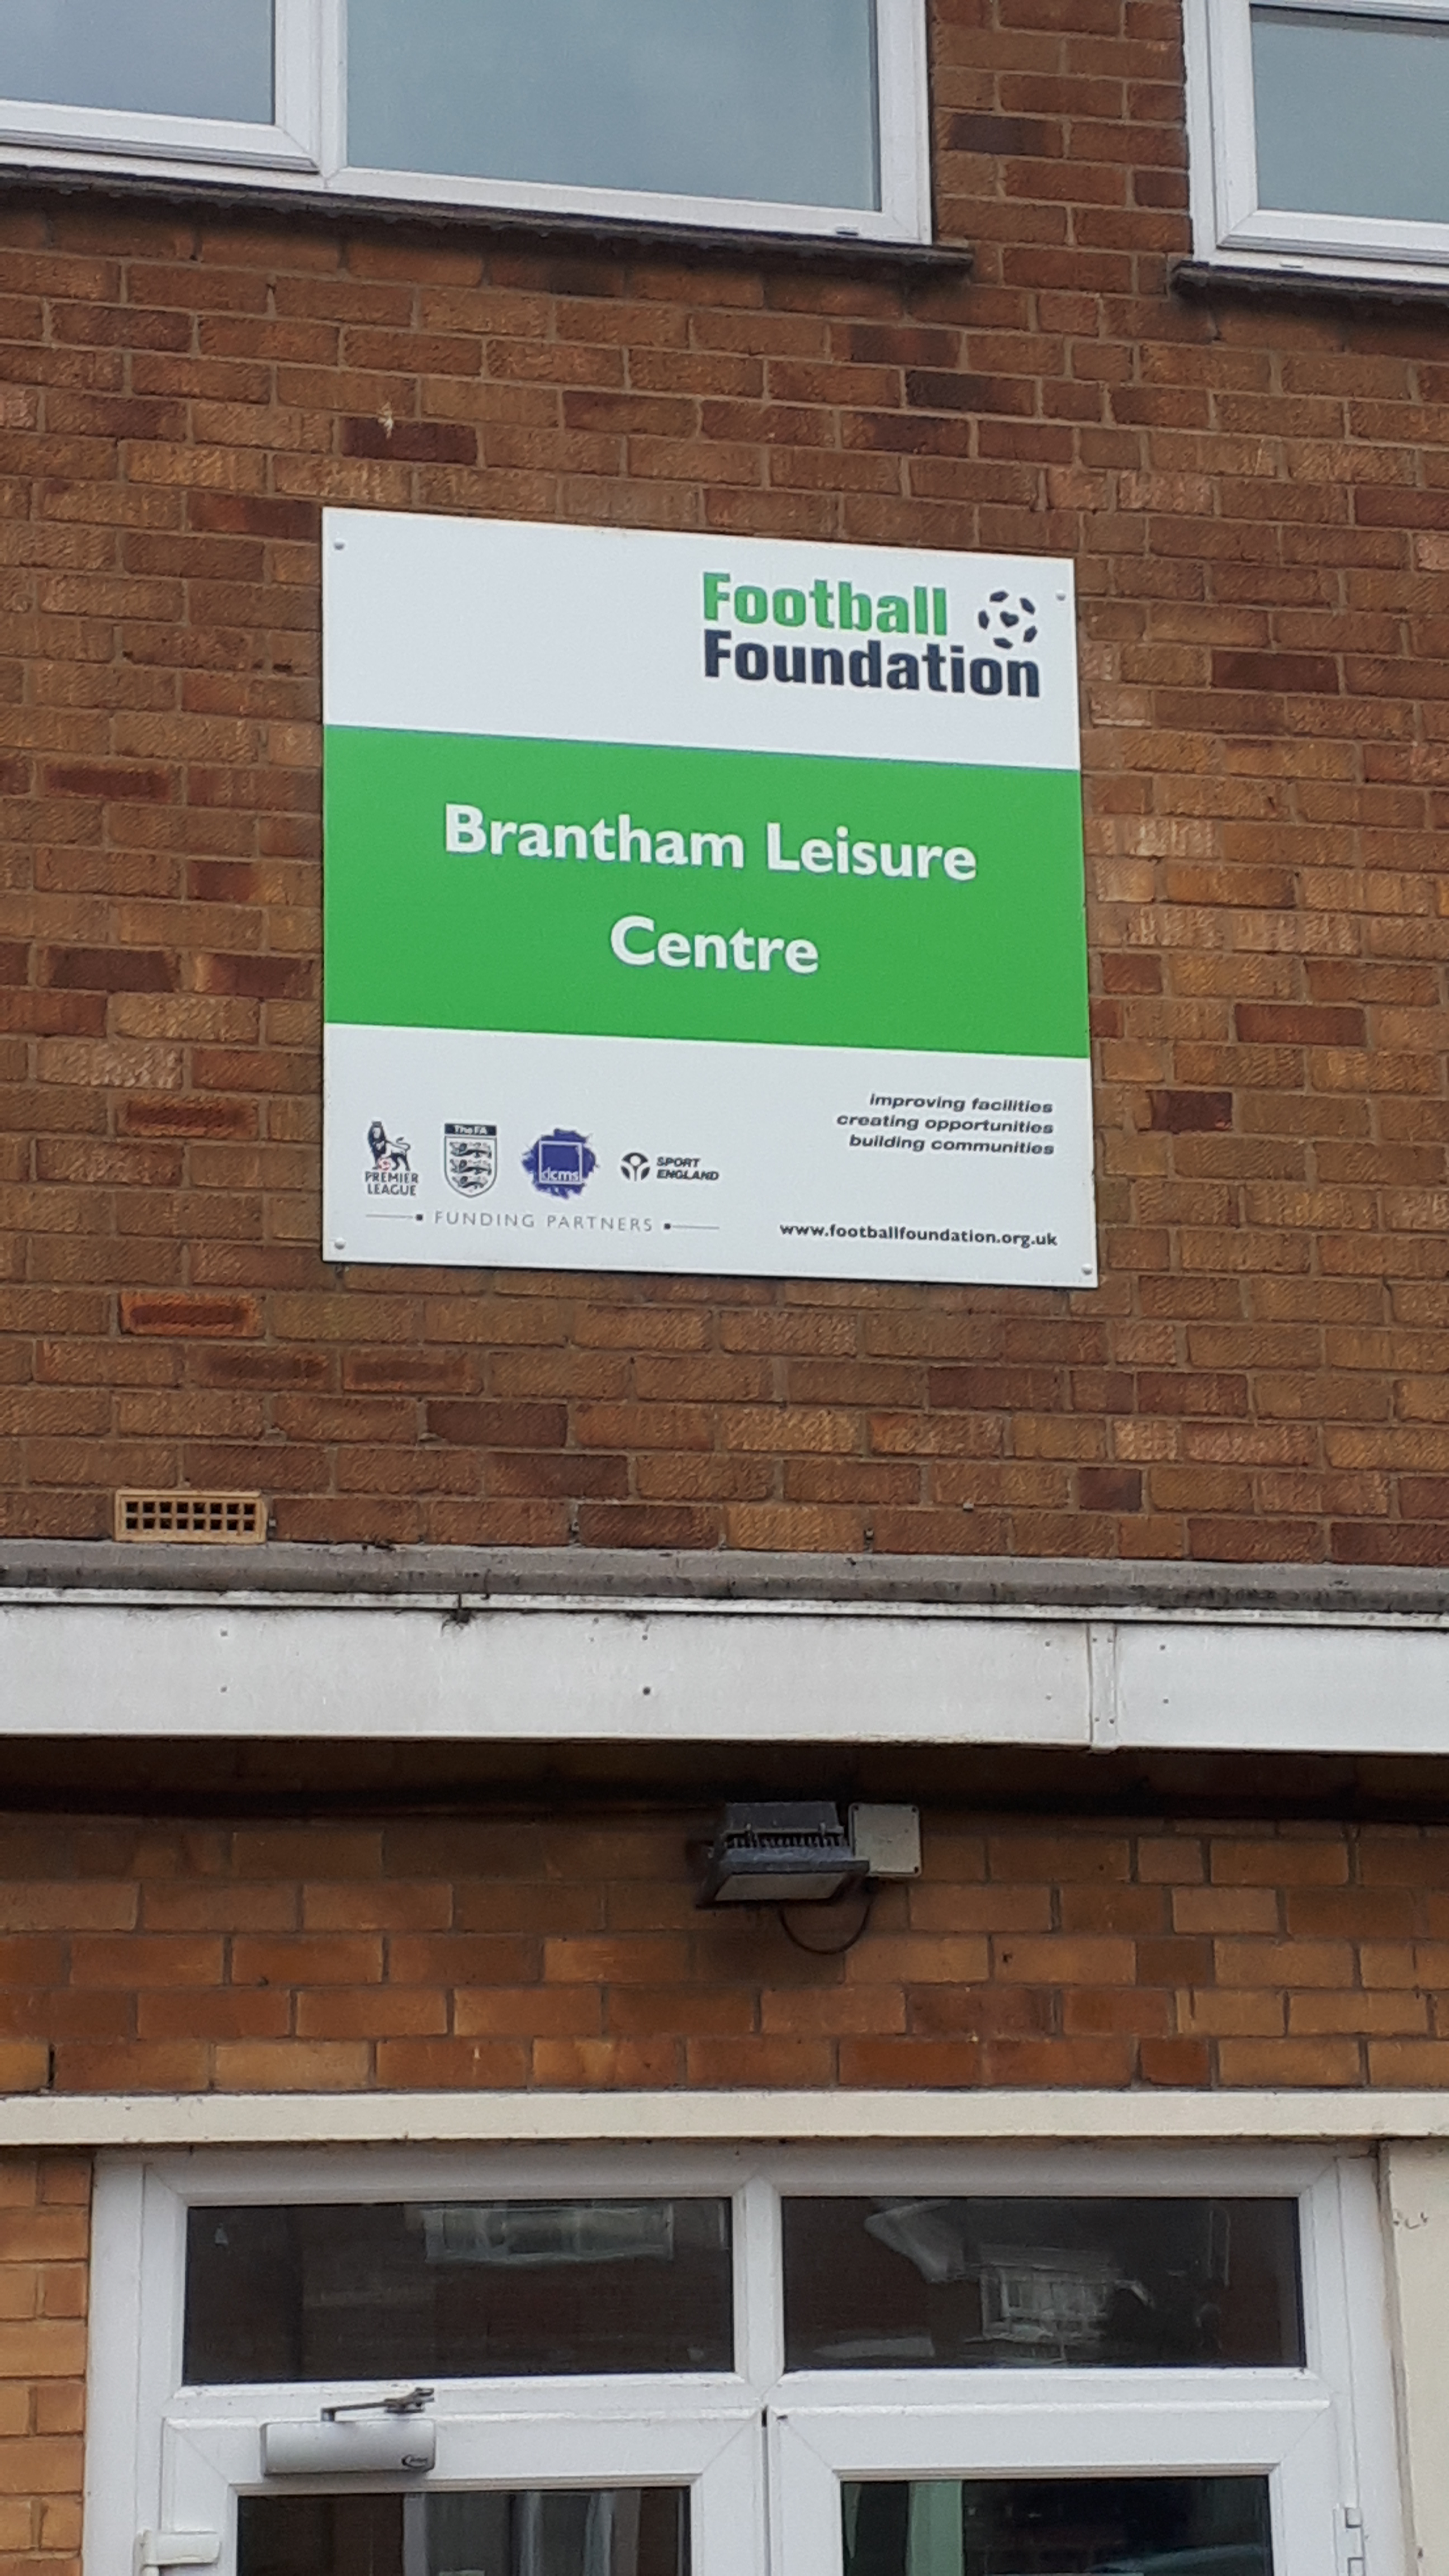 Football
Foundation
Brantham Leisure
Centre
improving facilities
creating opportunities
building communities
PREMIER
LEAGUE
The FA
dcms
SPORT
ENGLAND
FUNDING PARTNERS
www.footballfoundation.org.uk